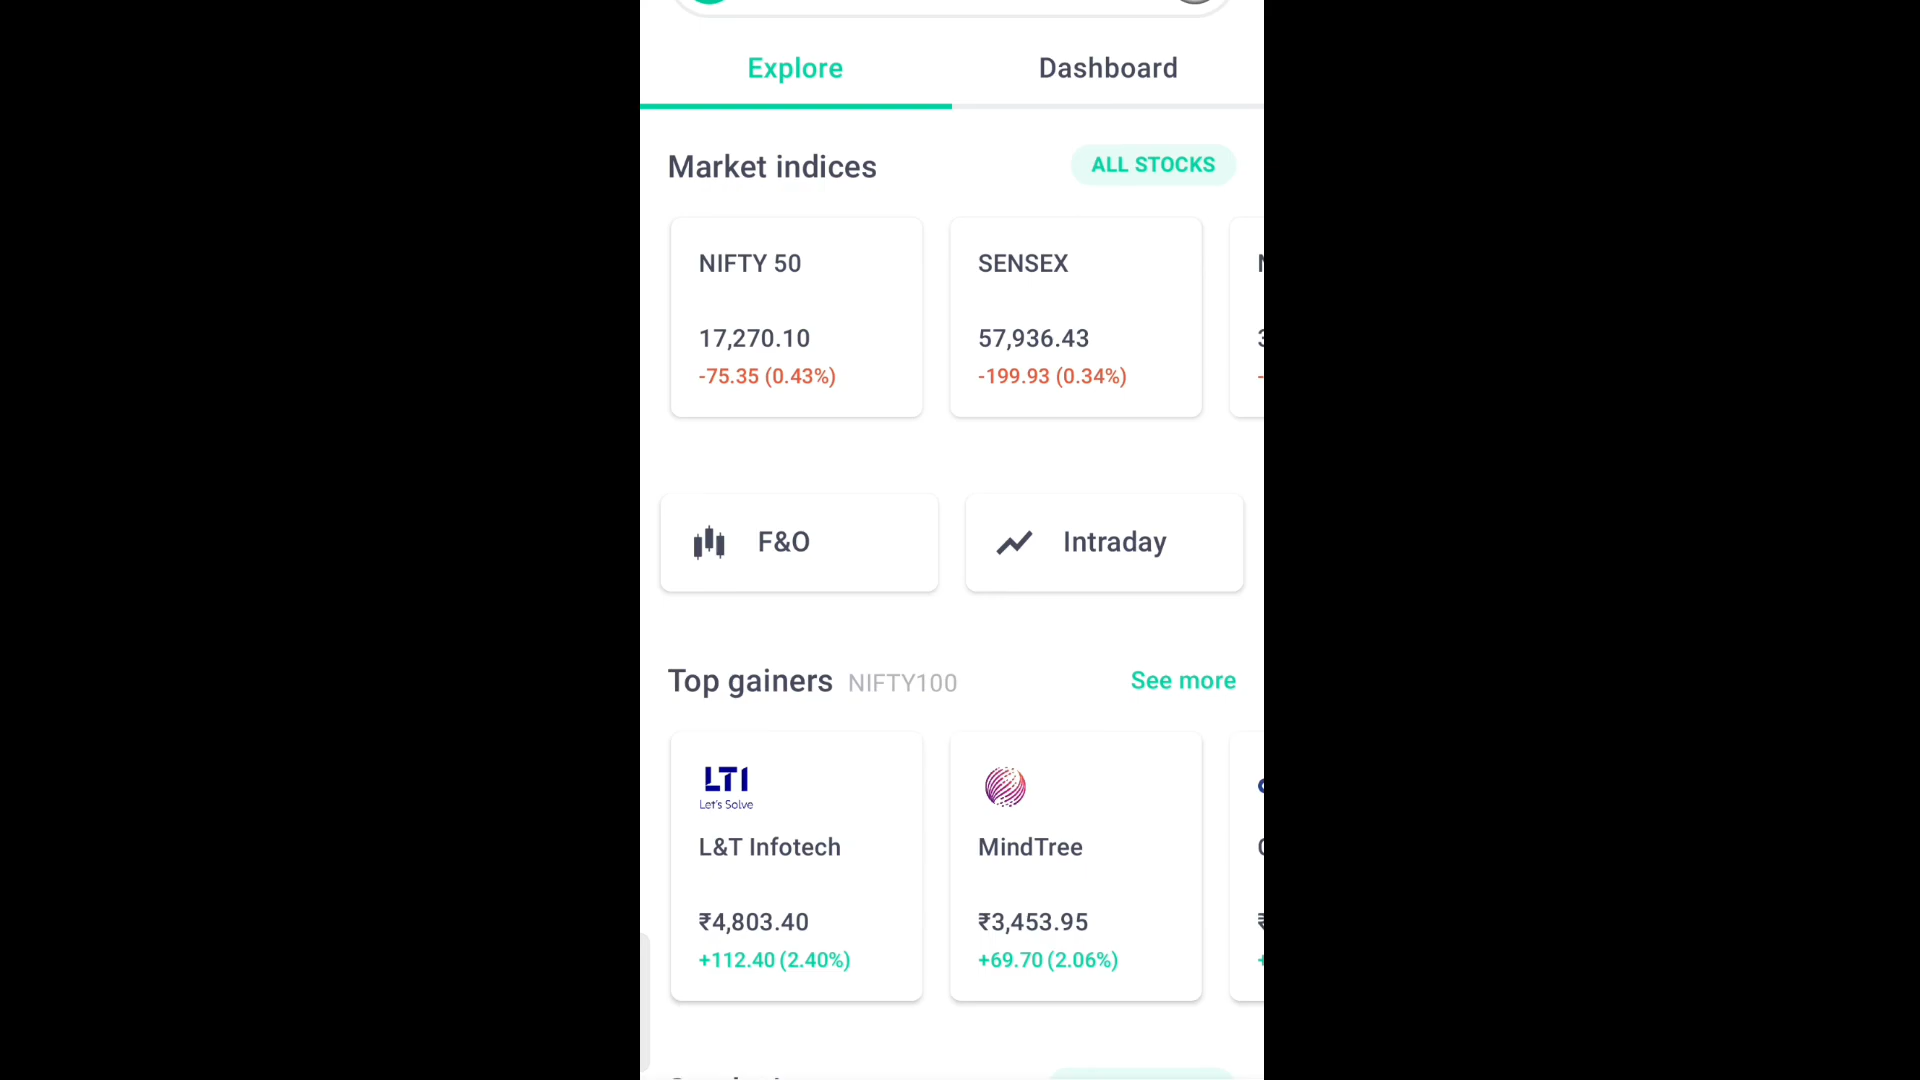 Explore
Dashboard
Market indices
ALL STOCKS
NIFTY 50
SENSEX
17,270.10
57,936.43
-75.35 (0.43%)
-199.93 (0.34%)
F&O
Intraday
Top gainers NIFTY100
See more
LTI
Let's Solve
L&T Infotech
MindTree
₹4,803.40
₹3,453.95
+112.40 (2.40%)
+69.70 (2.06%)